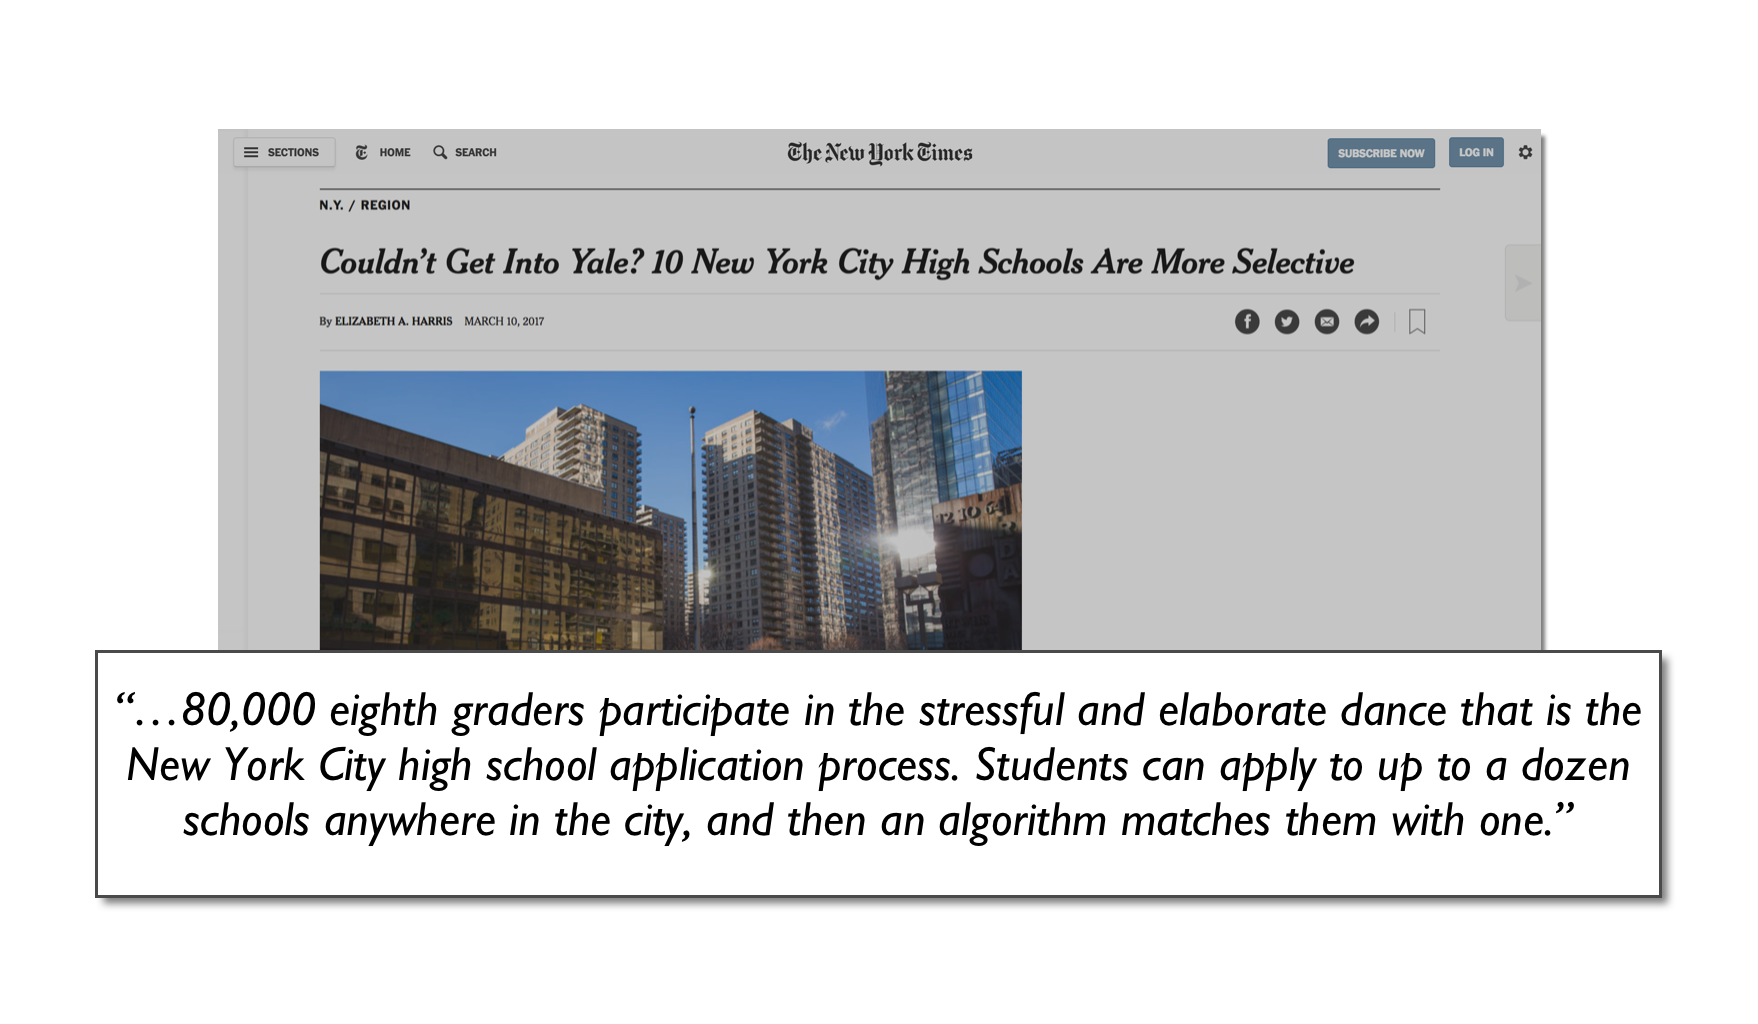 SECTIONS HOME SEARCH The New York Times SUBSCRIBE NOW LOG IN
N.Y. / REGION
Couldn’t Get Into Yale? 10 New York City High Schools Are More Selective
By ELIZABETH A. HARRIS MARCH 10, 2017
“…80,000 eighth graders participate in the stressful and elaborate dance that is the
New York City high school application process. Students can apply to up to a dozen
schools anywhere in the city, and then an algorithm matches them with one.”